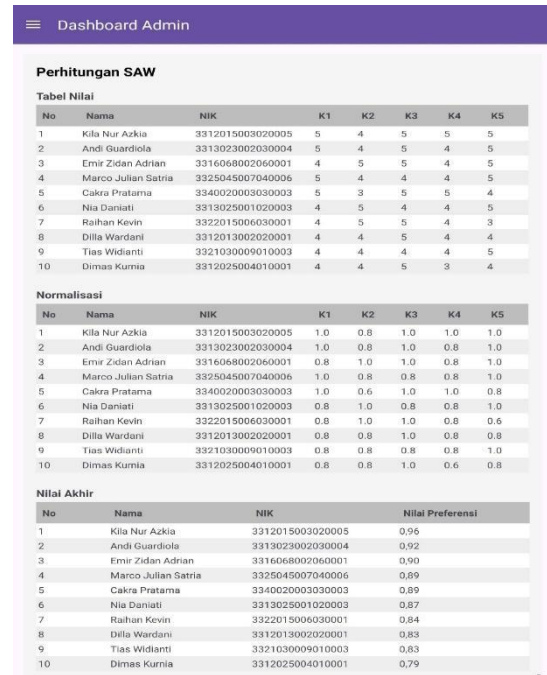 Dashboard Admin
Perhitungan SAW
Tabel Nilai
No Nama NIK K1 K2 K3 K4 K5
1 Kila Nur Azkia 3312015003020005 5 4 5 5 5
2 Andi Guardiola 3313023002030004 5 4 5 4 5
3 Emir Zidan Adrian 3316068002060001 4 5 5 4 5
4 Marco Julian Satria 3325045007040006 5 4 4 4 5
5 Cakra Pratama 3340020003030003 5 3 5 5 4
6 Nia Daniati 3313025001020003 4 5 4 4 5
7 Raihan Kevin 3322015006030001 4 5 5 4 3
8 Dilla Wardani 3312013002020001 4 4 5 4 4
9 Tias Widianti 3321030009010003 4 4 4 4 5
10 Dimas Kurnia 3312025004010001 4 4 5 3 4
Normalisasi
No Nama NIK K1 K2 K3 K4 K5
1 Kila Nur Azkia 3312015003020005 1.0 0.8 1.0 1.0 1.0
2 Andi Guardiola 3313023002030004 1.0 0.8 1.0 0.8 1.0
3 Emir Zidan Adrian 3316068002060001 0.8 1.0 1.0 0.8 1.0
4 Marco Julian Satria 3325045007040006 1.0 0.8 0.8 0.8 1.0
5 Cakra Pratama 3340020003030003 1.0 0.6 1.0 1.0 0.8
6 Nia Daniati 3313025001020003 0.8 1.0 0.8 0.8 1.0
7 Raihan Kevin 3322015006030001 0.8 1.0 1.0 0.8 0.6
8 Dilla Wardani 3312013002020001 0.8 0.8 1.0 0.8 0.8
9 Tias Widianti 3321030009010003 0.8 0.8 0.8 0.8 1.0
10 Dimas Kurnia 3312025004010001 0.8 0.8 1.0 0.6 0.8
Nilai Akhir
No Nama NIK Nilai Preferensi
1 Kila Nur Azkia 3312015003020005 0,96
2 Andi Guardiola 3313023002030004 0,92
3 Emir Zidan Adrian 3316068002060001 0,90
4 Marco Julian Satria 3325045007040006 0,89
5 Cakra Pratama 3340020003030003 0,89
6 Nia Daniati 3313025001020003 0,87
7 Raihan Kevin 3322015006030001 0,84
8 Dilla Wardani 3312013002020001 0,83
9 Tias Widianti 3321030009010003 0,83
10 Dimas Kurnia 3312025004010001 0,79